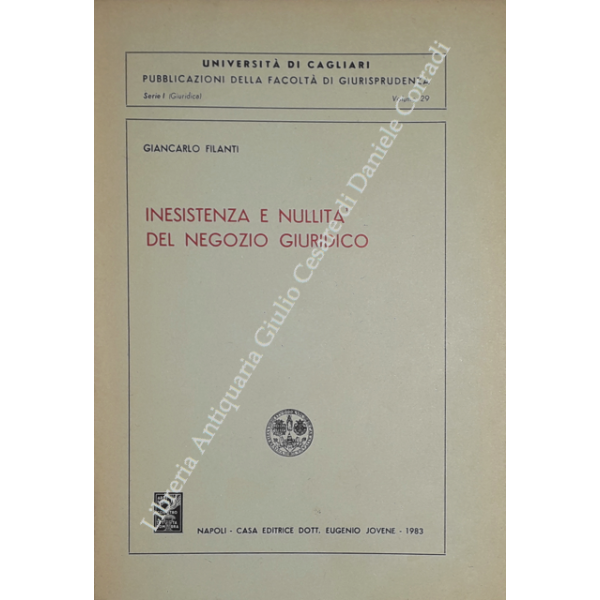 UNIVERSITÀ DI CAGLIARI
PUBBLICAZIONI DELLA FACOLTÀ DI GIURISPRUDENZA
Serie I (Giuridica) 29
GIANCARLO FILANTI
INESISTENZA E NULLITÀ
DEL NEGOZIO GIURIDICO
NAPOLI - CASA EDITRICE DOTT. EUGENIO JOVENE - 1983
Libreria Antiquaria Giulio Cesare di Daniele Corradi